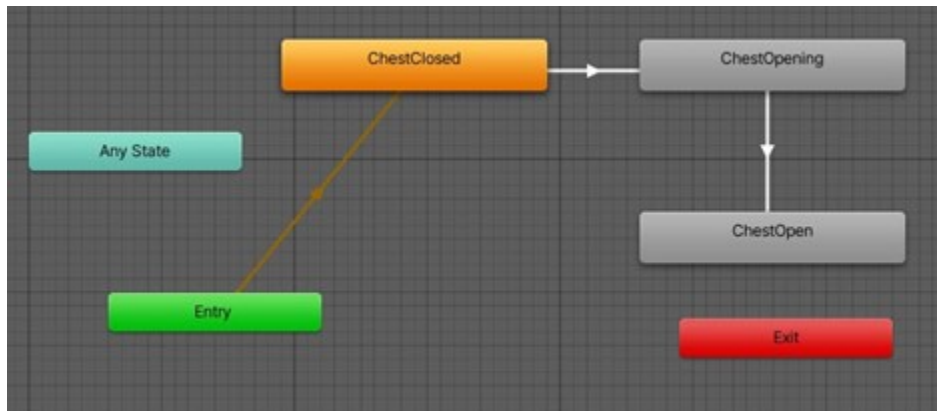 ChestClosed
ChestOpening
Any State
ChestOpen
Entry
Exit